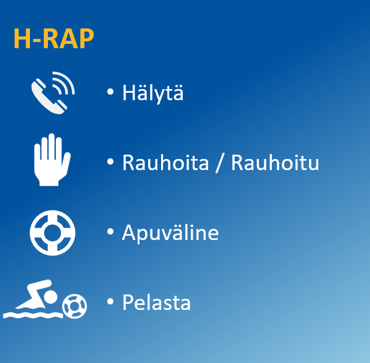 H-RAP
• Hälytä
• Rauhoita / Rauhoitu
• Apuväline
• Pelasta